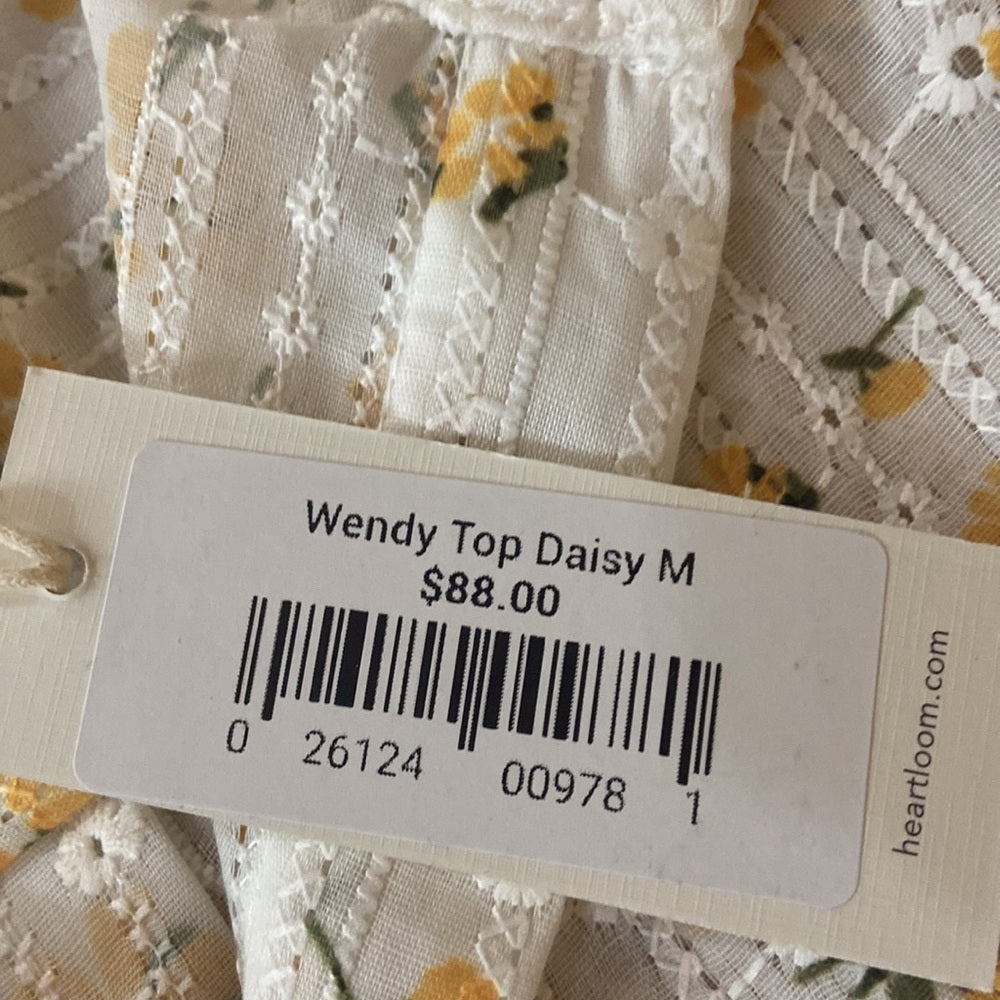 Wendy Top Daisy M
$88.00
0 26124 00978 1
heartloom.com